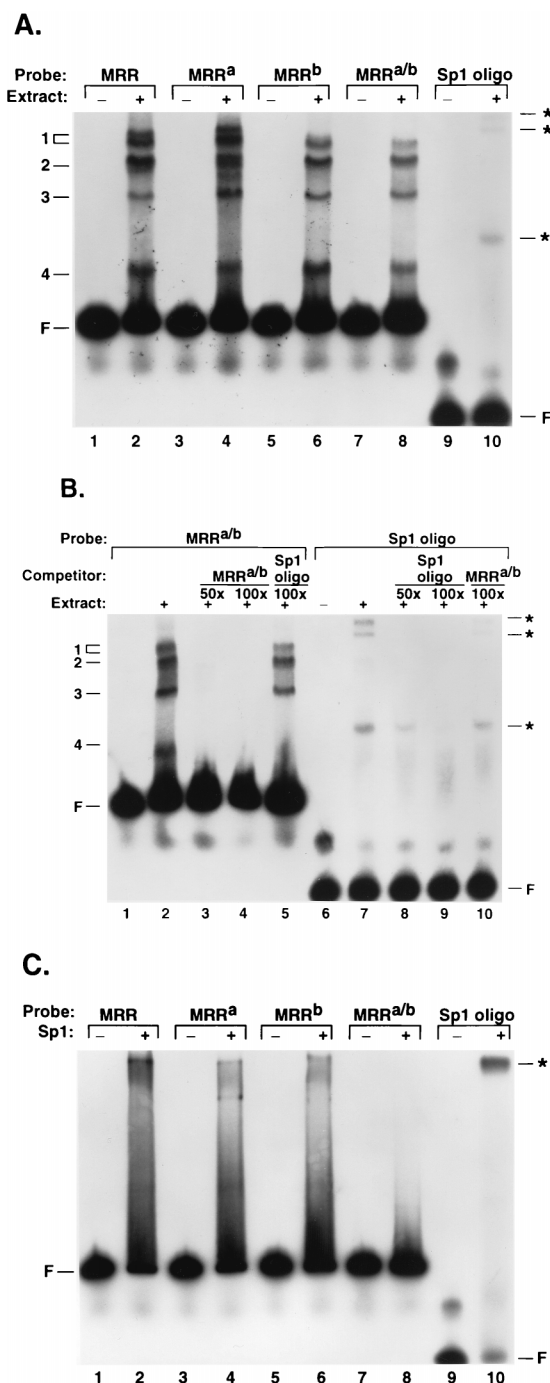 A.
Probe: MRR MRRa MRRb MRRa/b Sp1 oligo
Extract: – + – + – + – + – +
*
1 *
2
3
*
4
F
F
1 2 3 4 5 6 7 8 9 10
B.
Probe: MRRa/b Sp1 oligo
Competitor: MRRa/b Sp1 oligo Sp1 oligo MRRa/b
50x 100x 100x 50x 100x 100x
Extract: + + + + – + + + +
*
1 *
2
3
*
4
F
F
1 2 3 4 5 6 7 8 9 10
C.
Probe: MRR MRRa MRRb MRRa/b Sp1 oligo
Sp1: – + – + – + – + – +
*
F
F
1 2 3 4 5 6 7 8 9 10